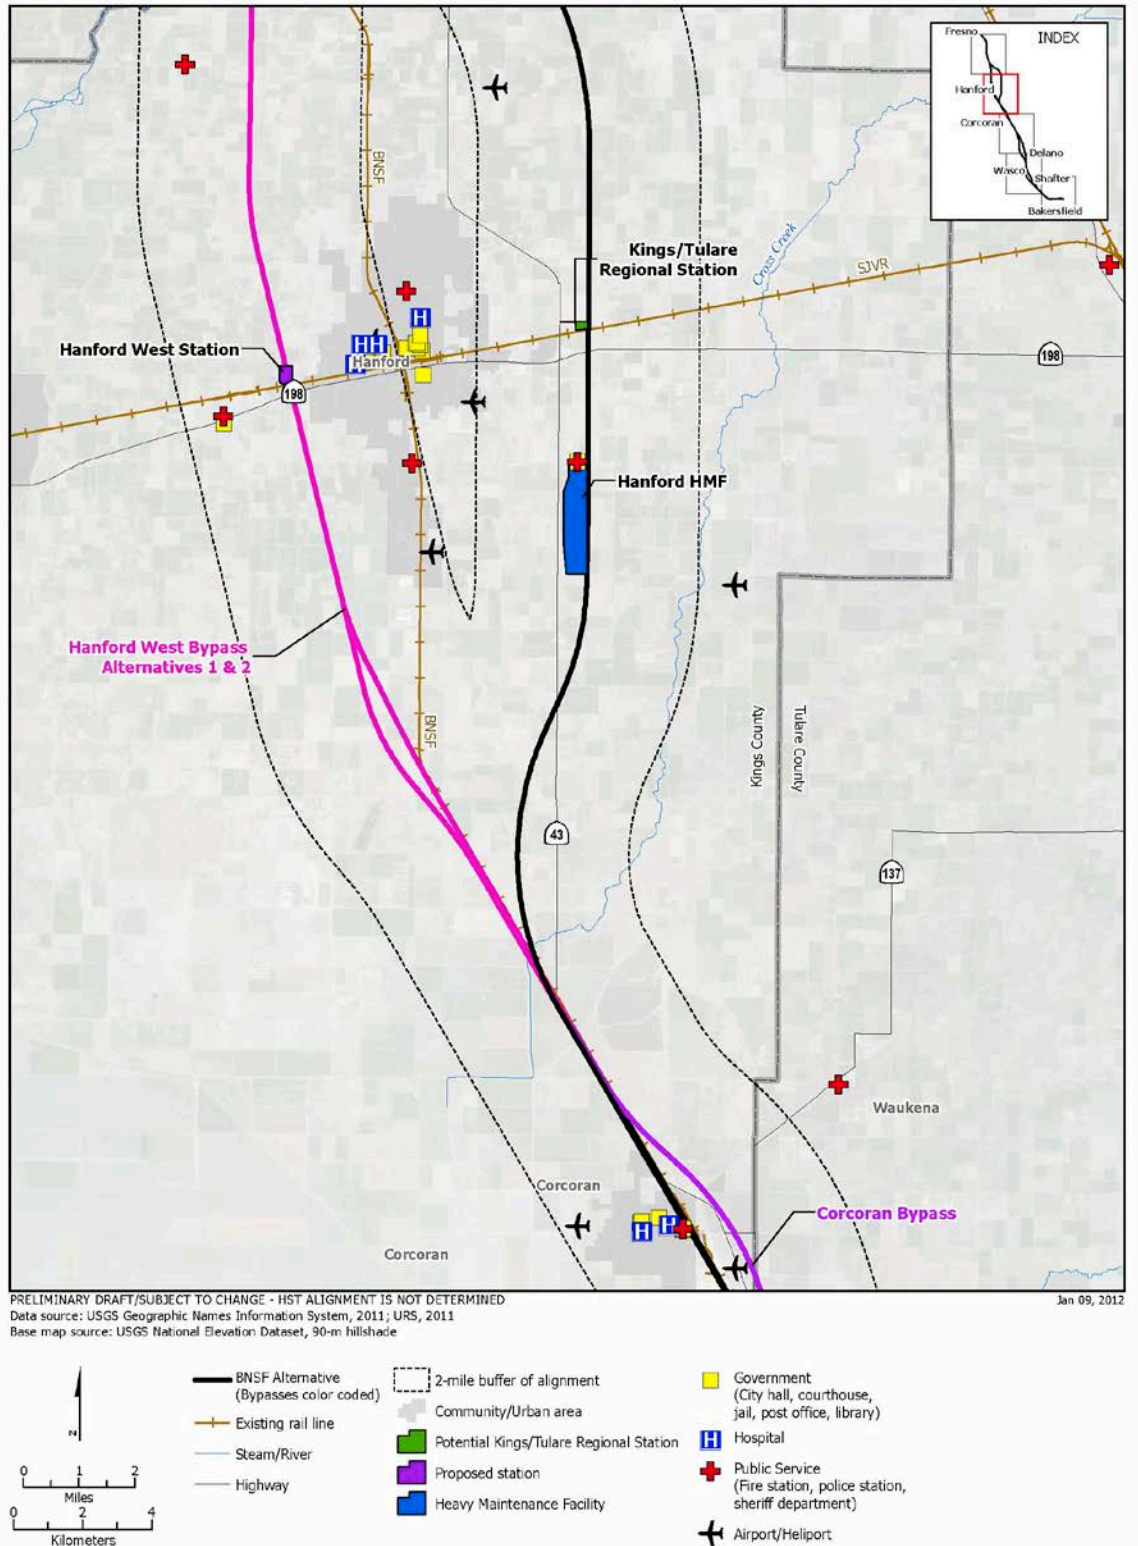 INDEX
Fresno
Hanford
Corcoran
Delano
Wasco
Shafter
Bakersfield
BNSF
Cross Creek
Kings/Tulare
Regional Station
SJVR
Hanford West Station
H
HH
H
Hanford
198
198
Hanford HMF
Hanford West Bypass
Alternatives 1 & 2
BNSF
Kings County
Tulare County
43
137
Waukena
Corcoran
H
H
Corcoran Bypass
Corcoran
PRELIMINARY DRAFT/SUBJECT TO CHANGE - HST ALIGNMENT IS NOT DETERMINED
Jan 09, 2012
Data source: USGS Geographic Names Information System, 2011; URS, 2011
Base map source: USGS National Elevation Dataset, 90-m hillshade
N
0 1 2
Miles
0 2 4
Kilometers
BNSF Alternative
(Bypasses color coded)
Existing rail line
Steam/River
Highway
2-mile buffer of alignment
Community/Urban area
Potential Kings/Tulare Regional Station
Proposed station
Heavy Maintenance Facility
Government
(City hall, courthouse,
jail, post office, library)
H Hospital
Public Service
(Fire station, police station,
sheriff department)
Airport/Heliport